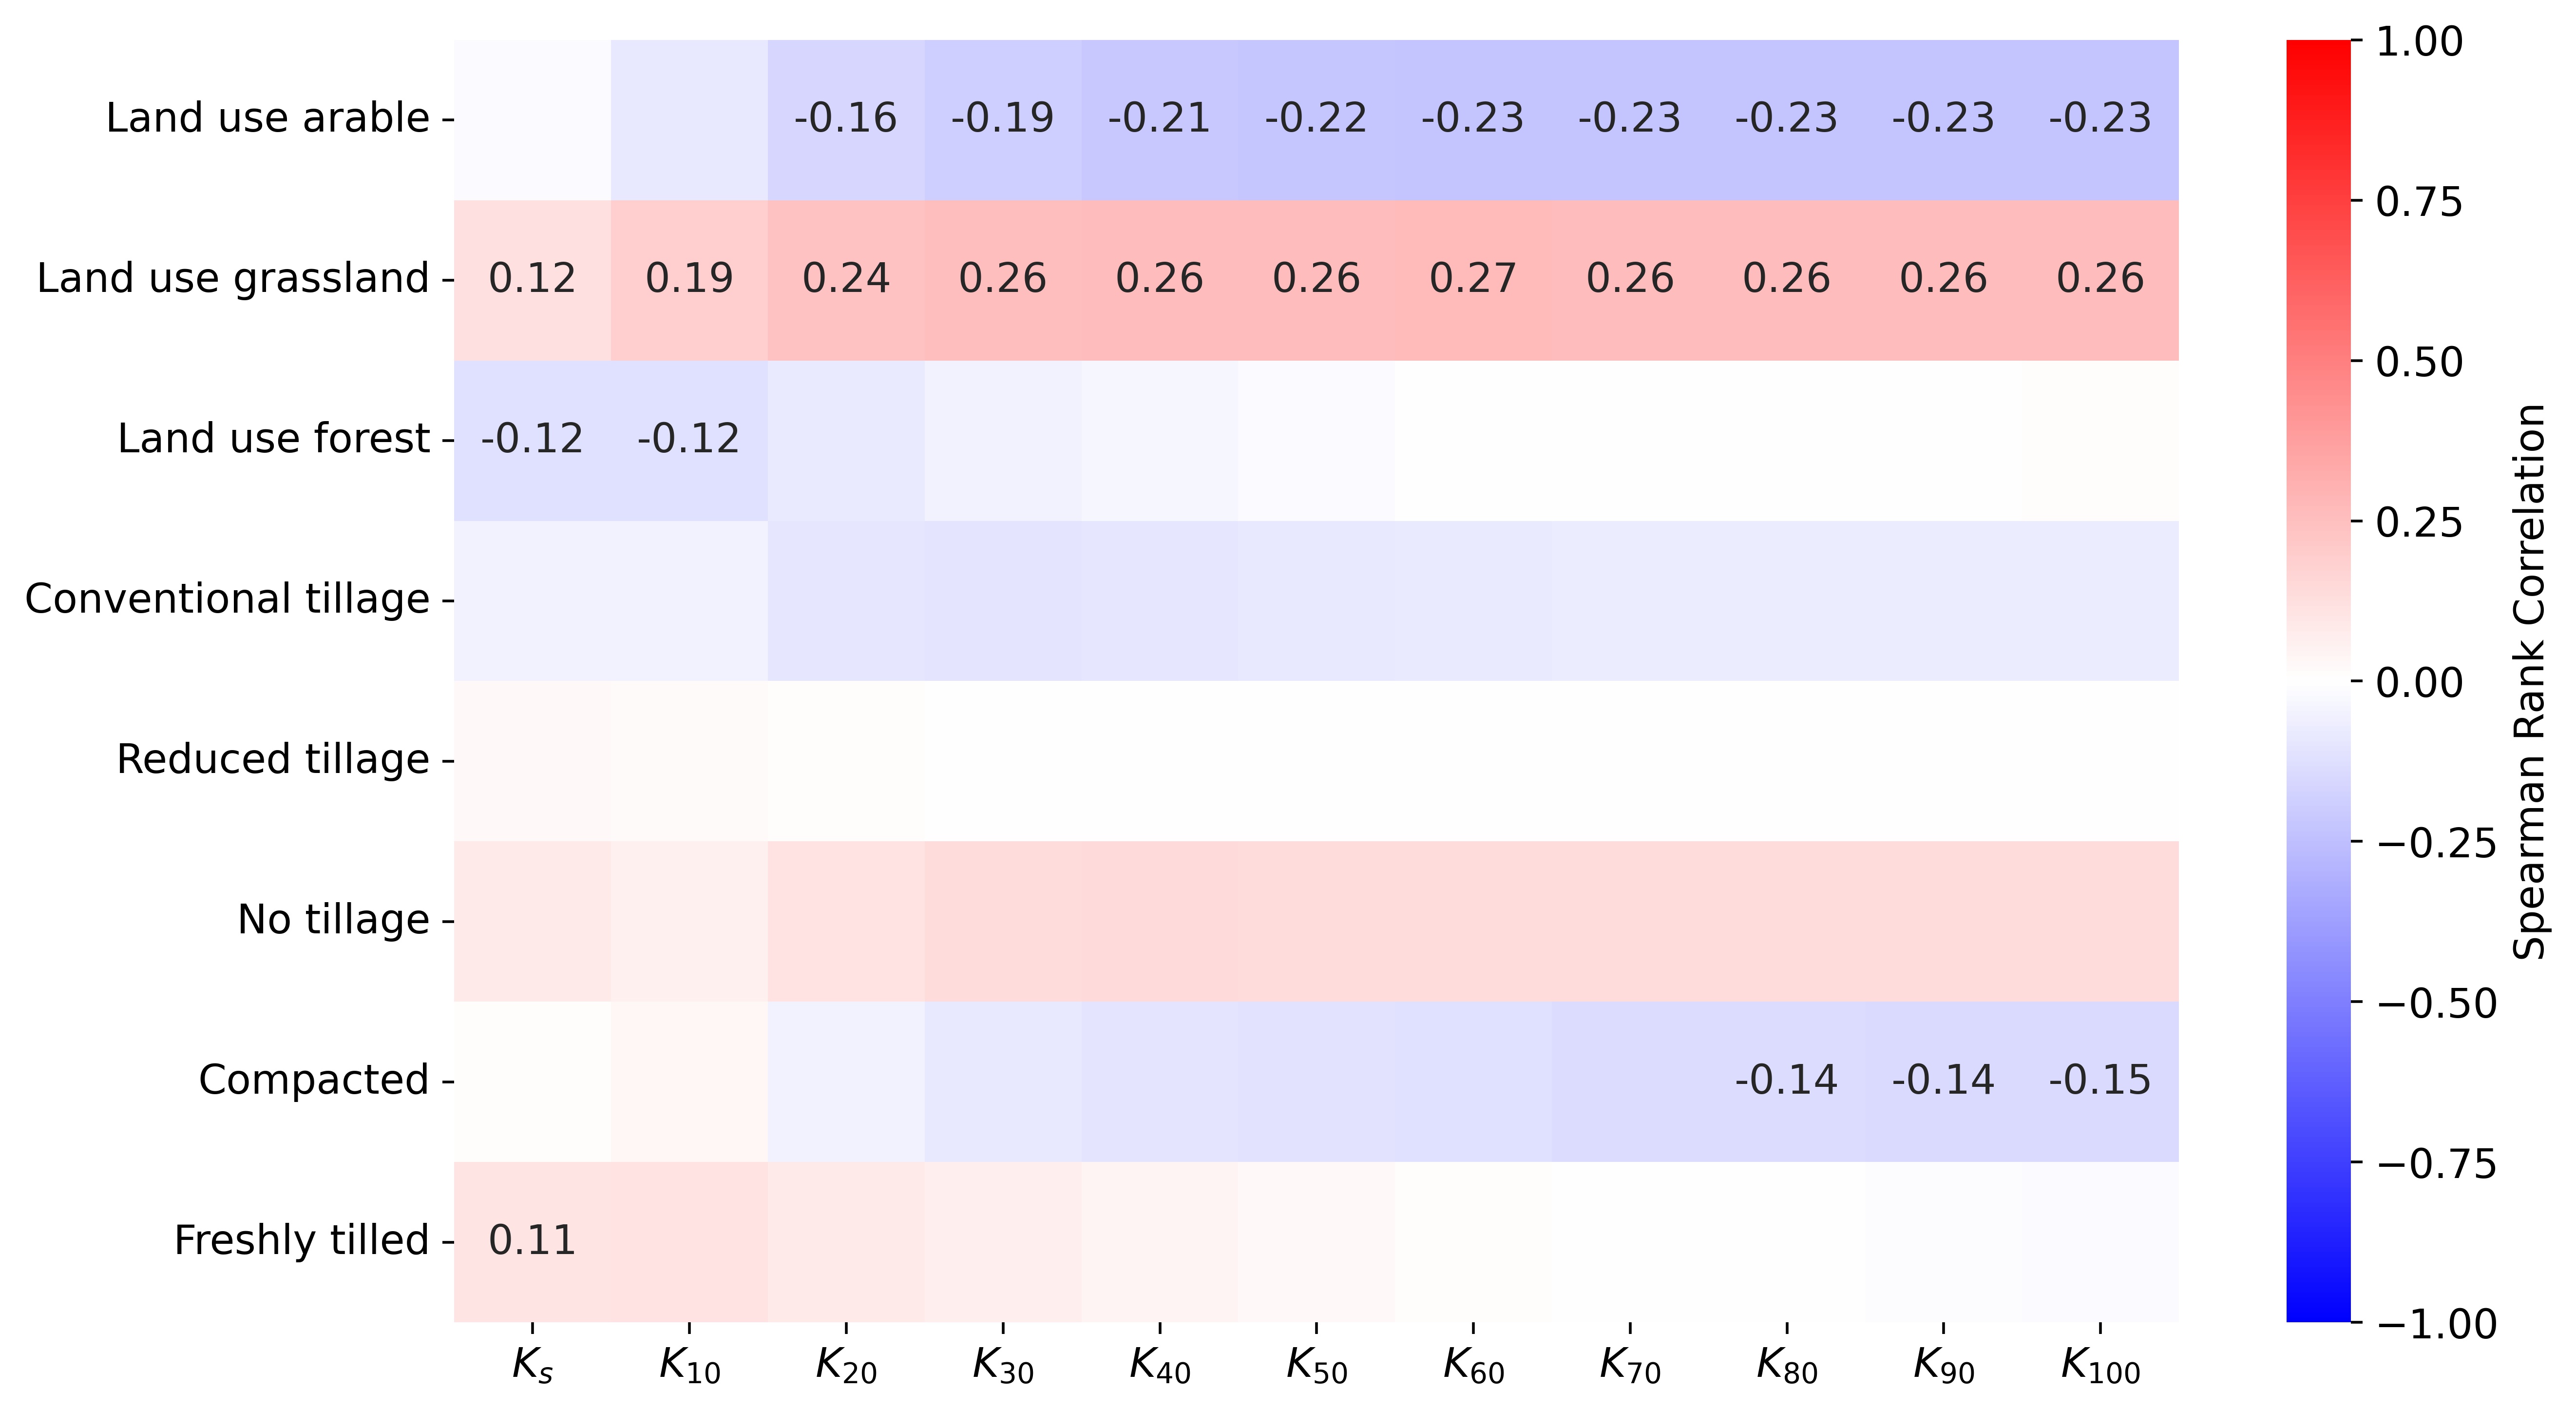 Land use arable -0.16 -0.19 -0.21 -0.22 -0.23 -0.23 -0.23 -0.23 -0.23
Land use grassland 0.12 0.19 0.24 0.26 0.26 0.26 0.27 0.26 0.26 0.26 0.26
Land use forest -0.12 -0.12
Conventional tillage
Reduced tillage
No tillage
Compacted -0.14 -0.14 -0.15
Freshly tilled 0.11
K_s K_10 K_20 K_30 K_40 K_50 K_60 K_70 K_80 K_90 K_100
1.00
0.75
0.50
0.25
0.00
−0.25
−0.50
−0.75
−1.00
Spearman Rank Correlation